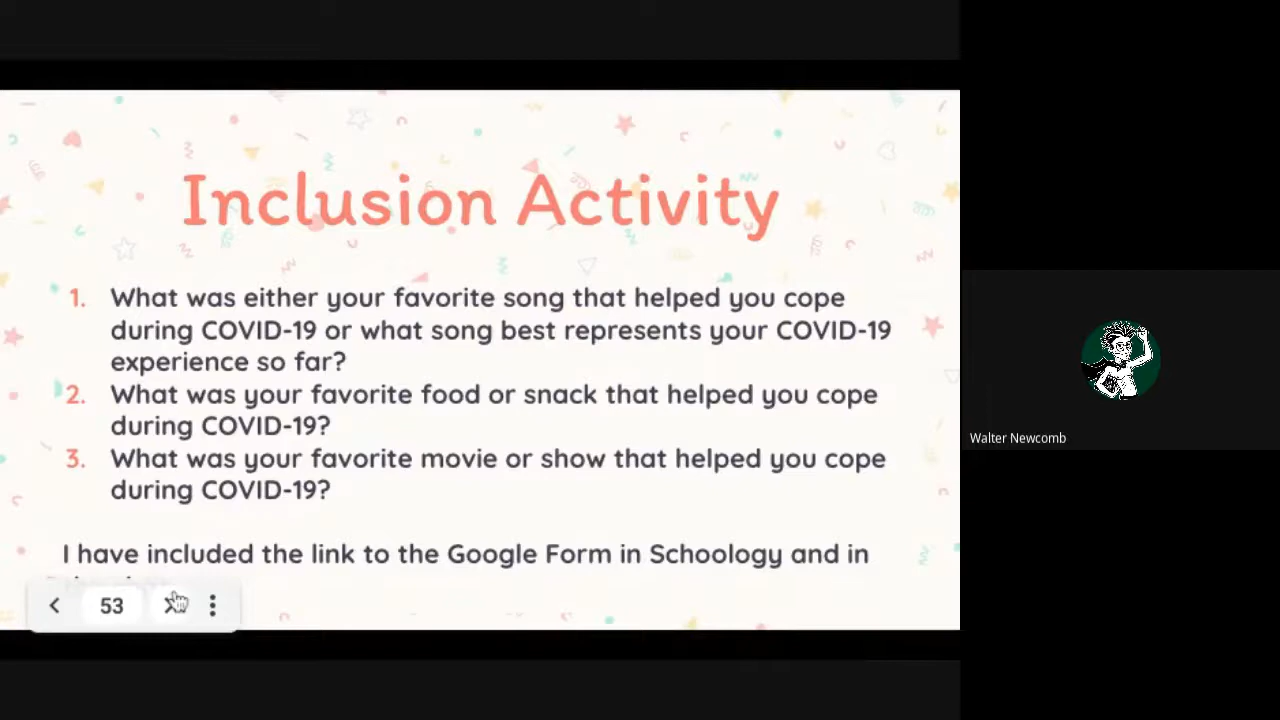 Inclusion Activity
1. What was either your favorite song that helped you cope
during COVID-19 or what song best represents your COVID-19
experience so far?
2. What was your favorite food or snack that helped you cope
during COVID-19?
3. What was your favorite movie or show that helped you cope
during COVID-19?
I have included the link to the Google Form in Schoology and in
53
Walter Newcomb